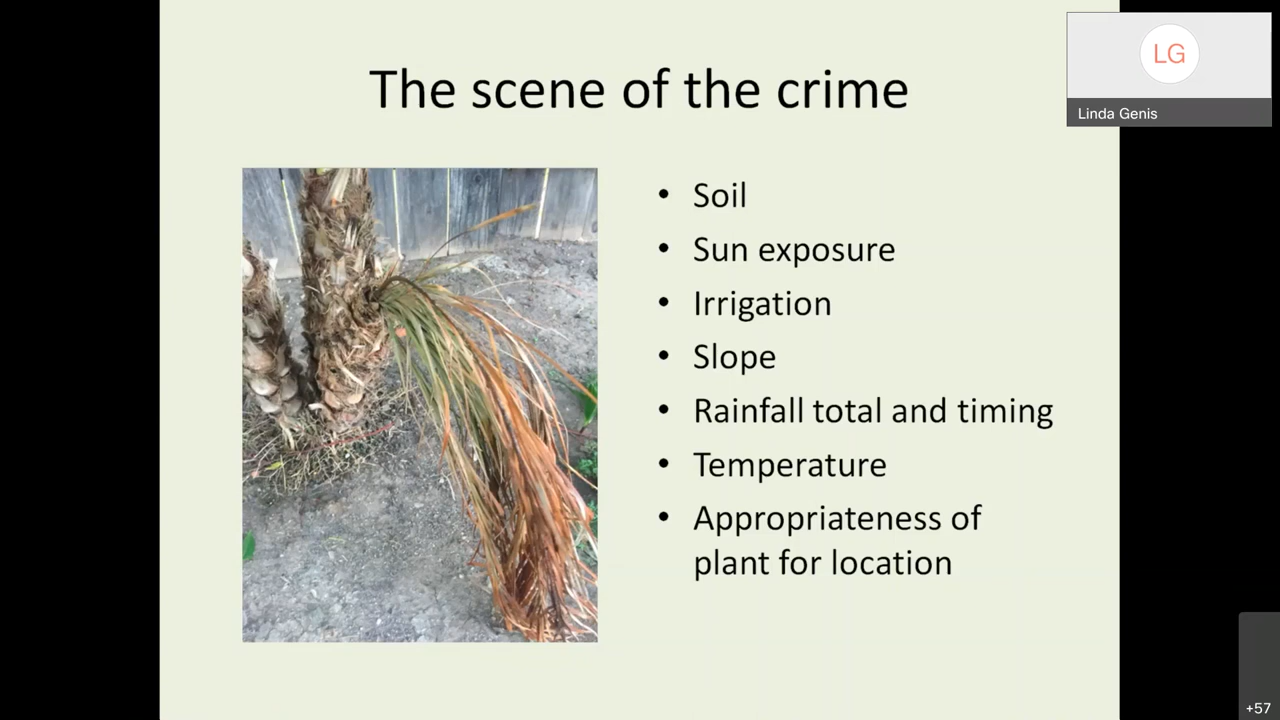 The scene of the crime
LG
Linda Genis
• Soil
• Sun exposure
• Irrigation
• Slope
• Rainfall total and timing
• Temperature
• Appropriateness of
plant for location
+57